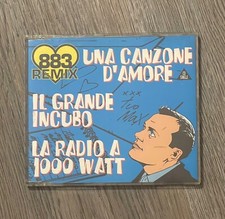 883
REMIX
UNA CANZONE
D'AMORE
IL GRANDE
INCUBO
LA RADIO A
1000 WATT